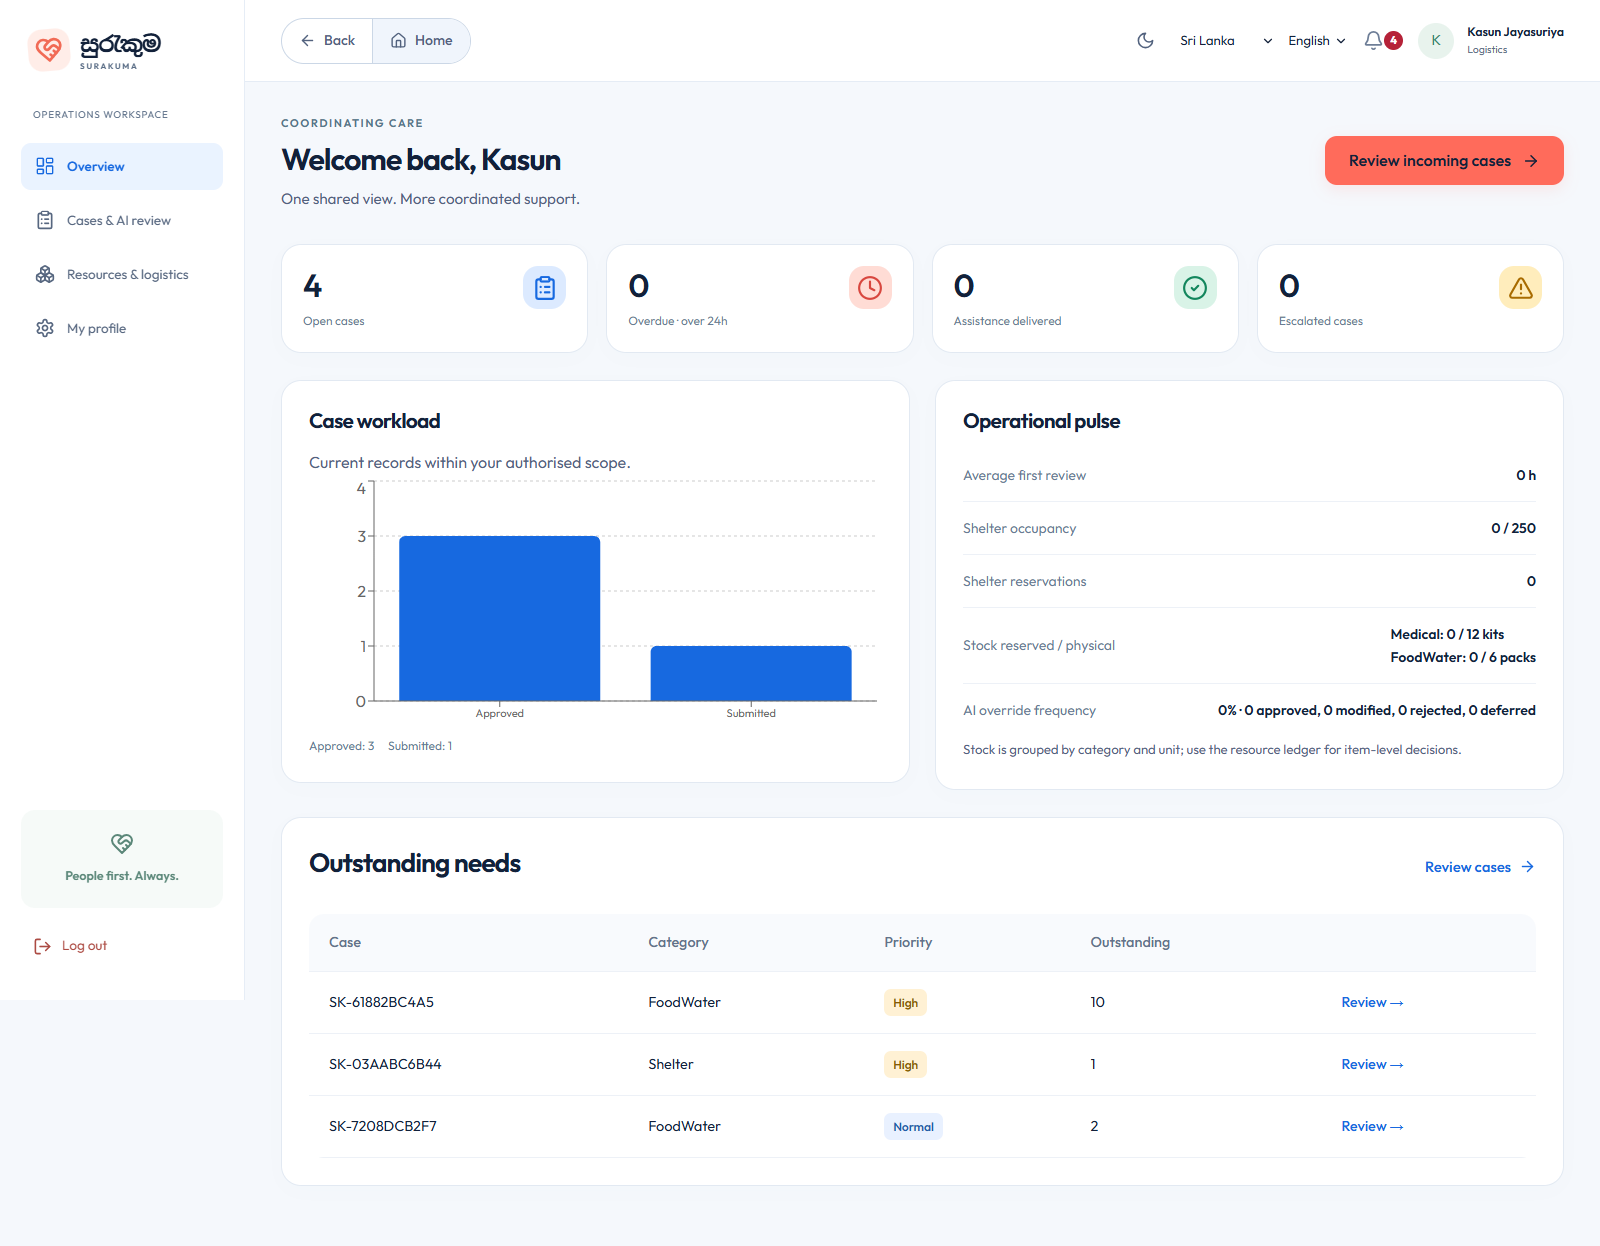 සුරැකුම
SURAKUMA
OPERATIONS WORKSPACE
Overview
Cases & AI review
Resources & logistics
My profile
People first. Always.
Log out
Back
Home
Sri Lanka
English
4
K
Kasun Jayasuriya
Logistics
COORDINATING CARE
Welcome back, Kasun
One shared view. More coordinated support.
Review incoming cases →
4
Open cases
0
Overdue · over 24h
0
Assistance delivered
0
Escalated cases
Case workload
Current records within your authorised scope.
4
3
2
1
0
Approved
Submitted
Approved: 3 Submitted: 1
Operational pulse
Average first review 0 h
Shelter occupancy 0 / 250
Shelter reservations 0
Stock reserved / physical
Medical: 0 / 12 kits
FoodWater: 0 / 6 packs
AI override frequency 0% · 0 approved, 0 modified, 0 rejected, 0 deferred
Stock is grouped by category and unit; use the resource ledger for item-level decisions.
Outstanding needs
Review cases →
Case Category Priority Outstanding
SK-61882BC4A5 FoodWater High 10 Review →
SK-03AABC6B44 Shelter High 1 Review →
SK-7208DCB2F7 FoodWater Normal 2 Review →